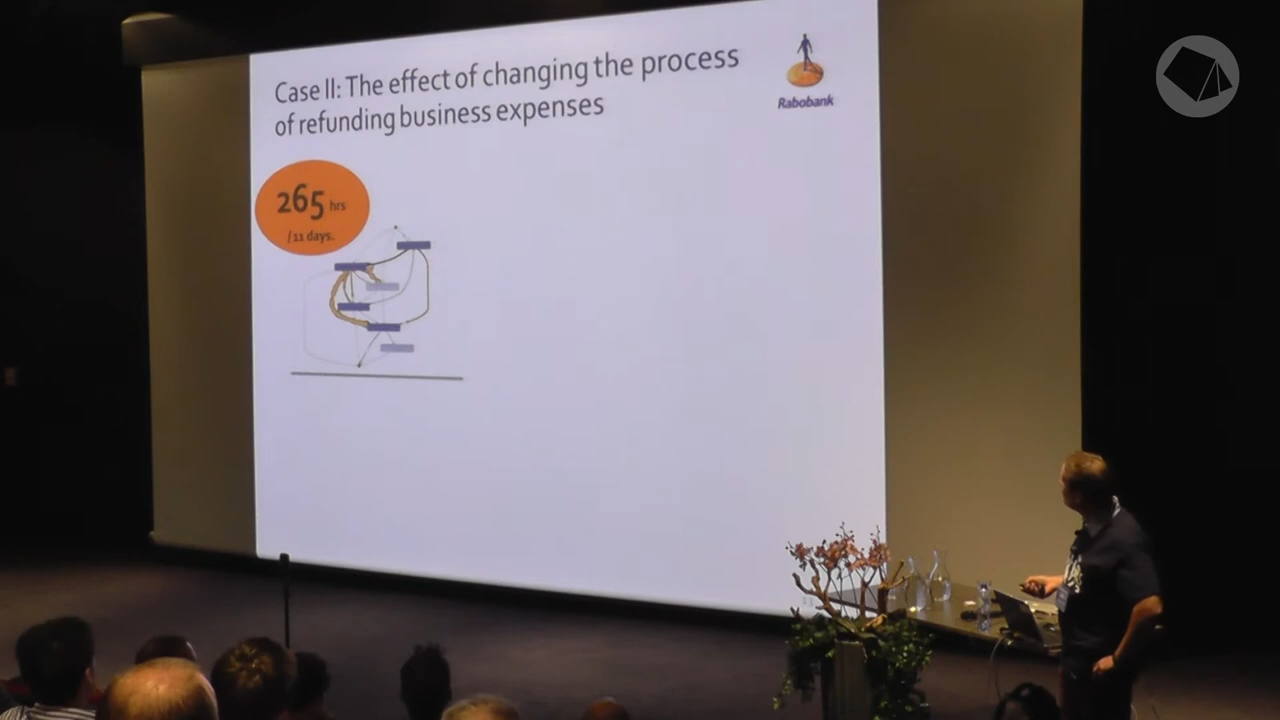 Case II: The effect of changing the process
of refunding business expenses
Rabobank
265 hrs
/ 11 days.